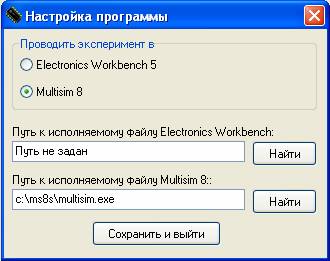 Настройка программы
Проводить эксперимент в
Electronics Workbench 5
Multisim 8
Путь к исполняемому файлу Electronics Workbench:
Путь не задан
Найти
Путь к исполняемому файлу Multisim 8::
c:\ms8s\multisim.exe
Найти
Сохранить и выйти